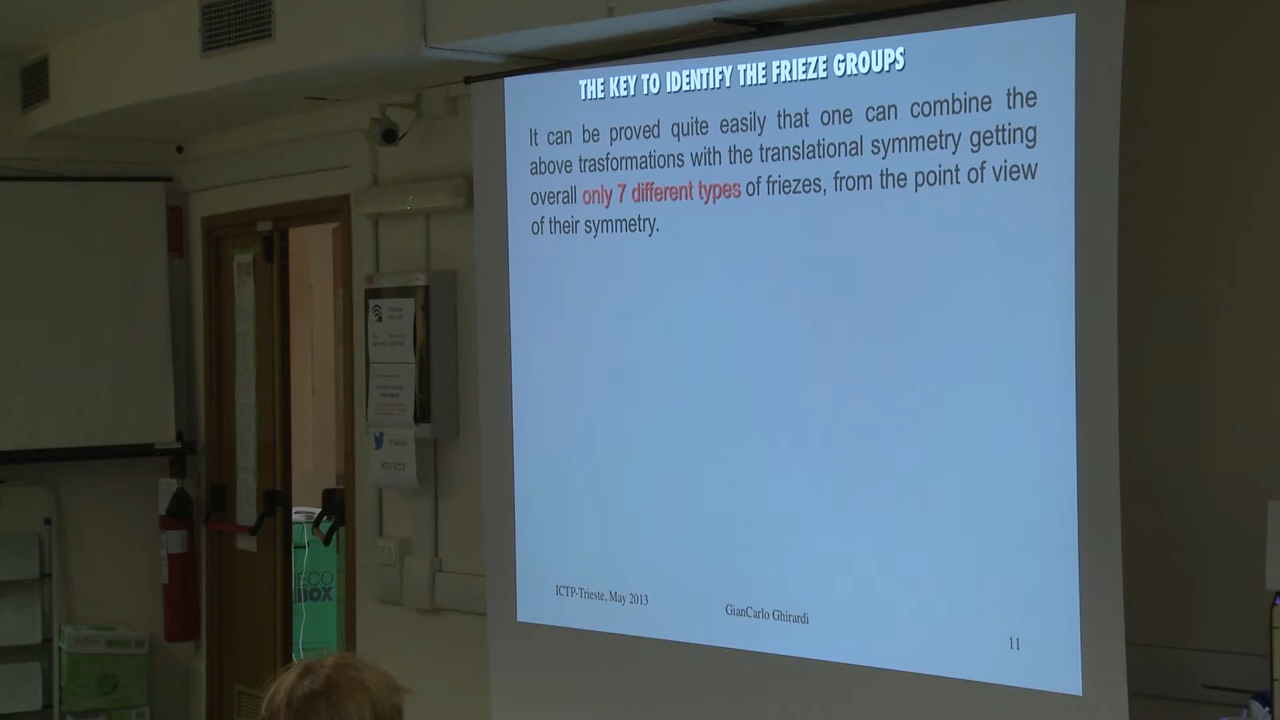 THE KEY TO IDENTIFY THE FRIEZE GROUPS
It can be proved quite easily that one can combine the
above trasformations with the translational symmetry getting
overall only 7 different types of friezes, from the point of view
of their symmetry.
ICTP-Trieste, May 2013
GianCarlo Ghirardi
11
ECO
BOX